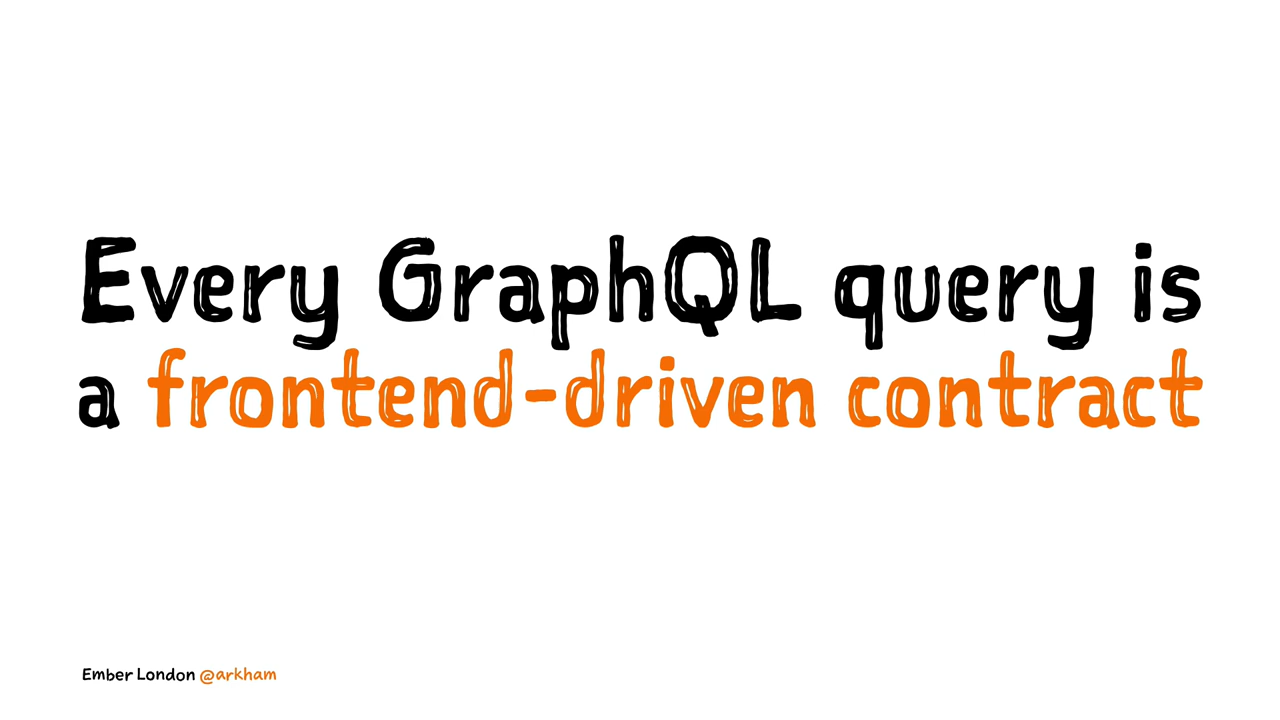 Every GraphQL query is
a frontend-driven contract
Ember London @arkham